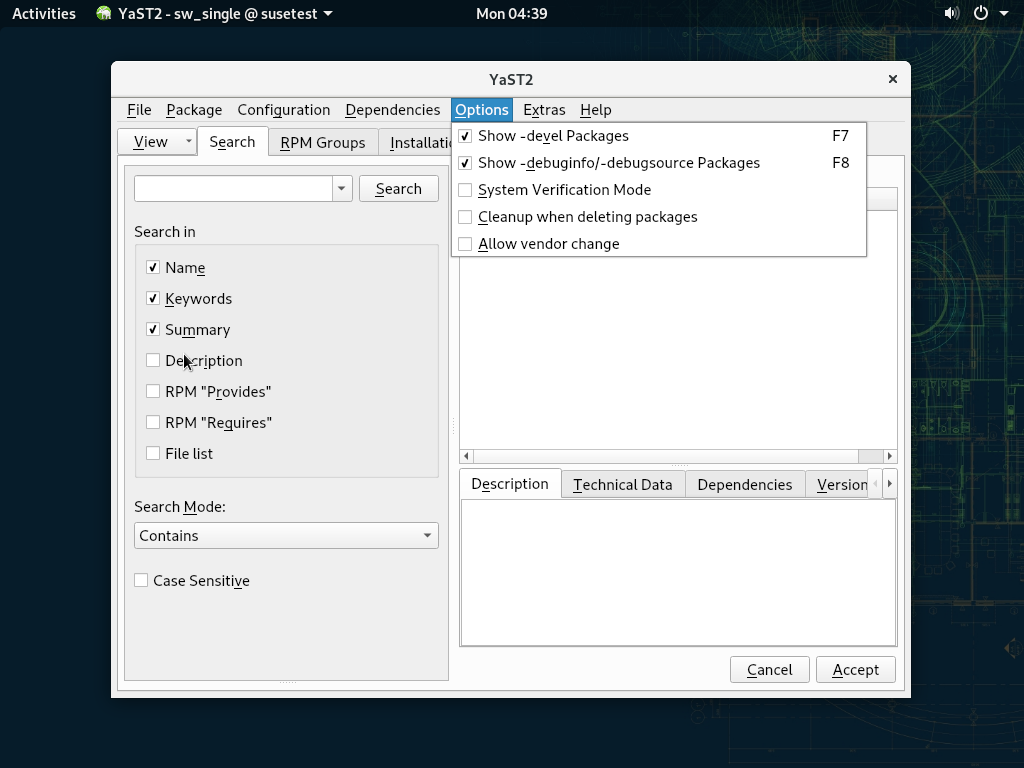 Activities YaST2 - sw_single @ susetest Mon 04:39
YaST2
File Package Configuration Dependencies Options Extras Help
View Search RPM Groups Installati
Show -devel Packages F7
Show -debuginfo/-debugsource Packages F8
System Verification Mode
Cleanup when deleting packages
Allow vendor change
Search
Search in
Name
Keywords
Summary
Description
RPM "Provides"
RPM "Requires"
File list
Search Mode:
Contains
Case Sensitive
Description Technical Data Dependencies Version
Cancel Accept